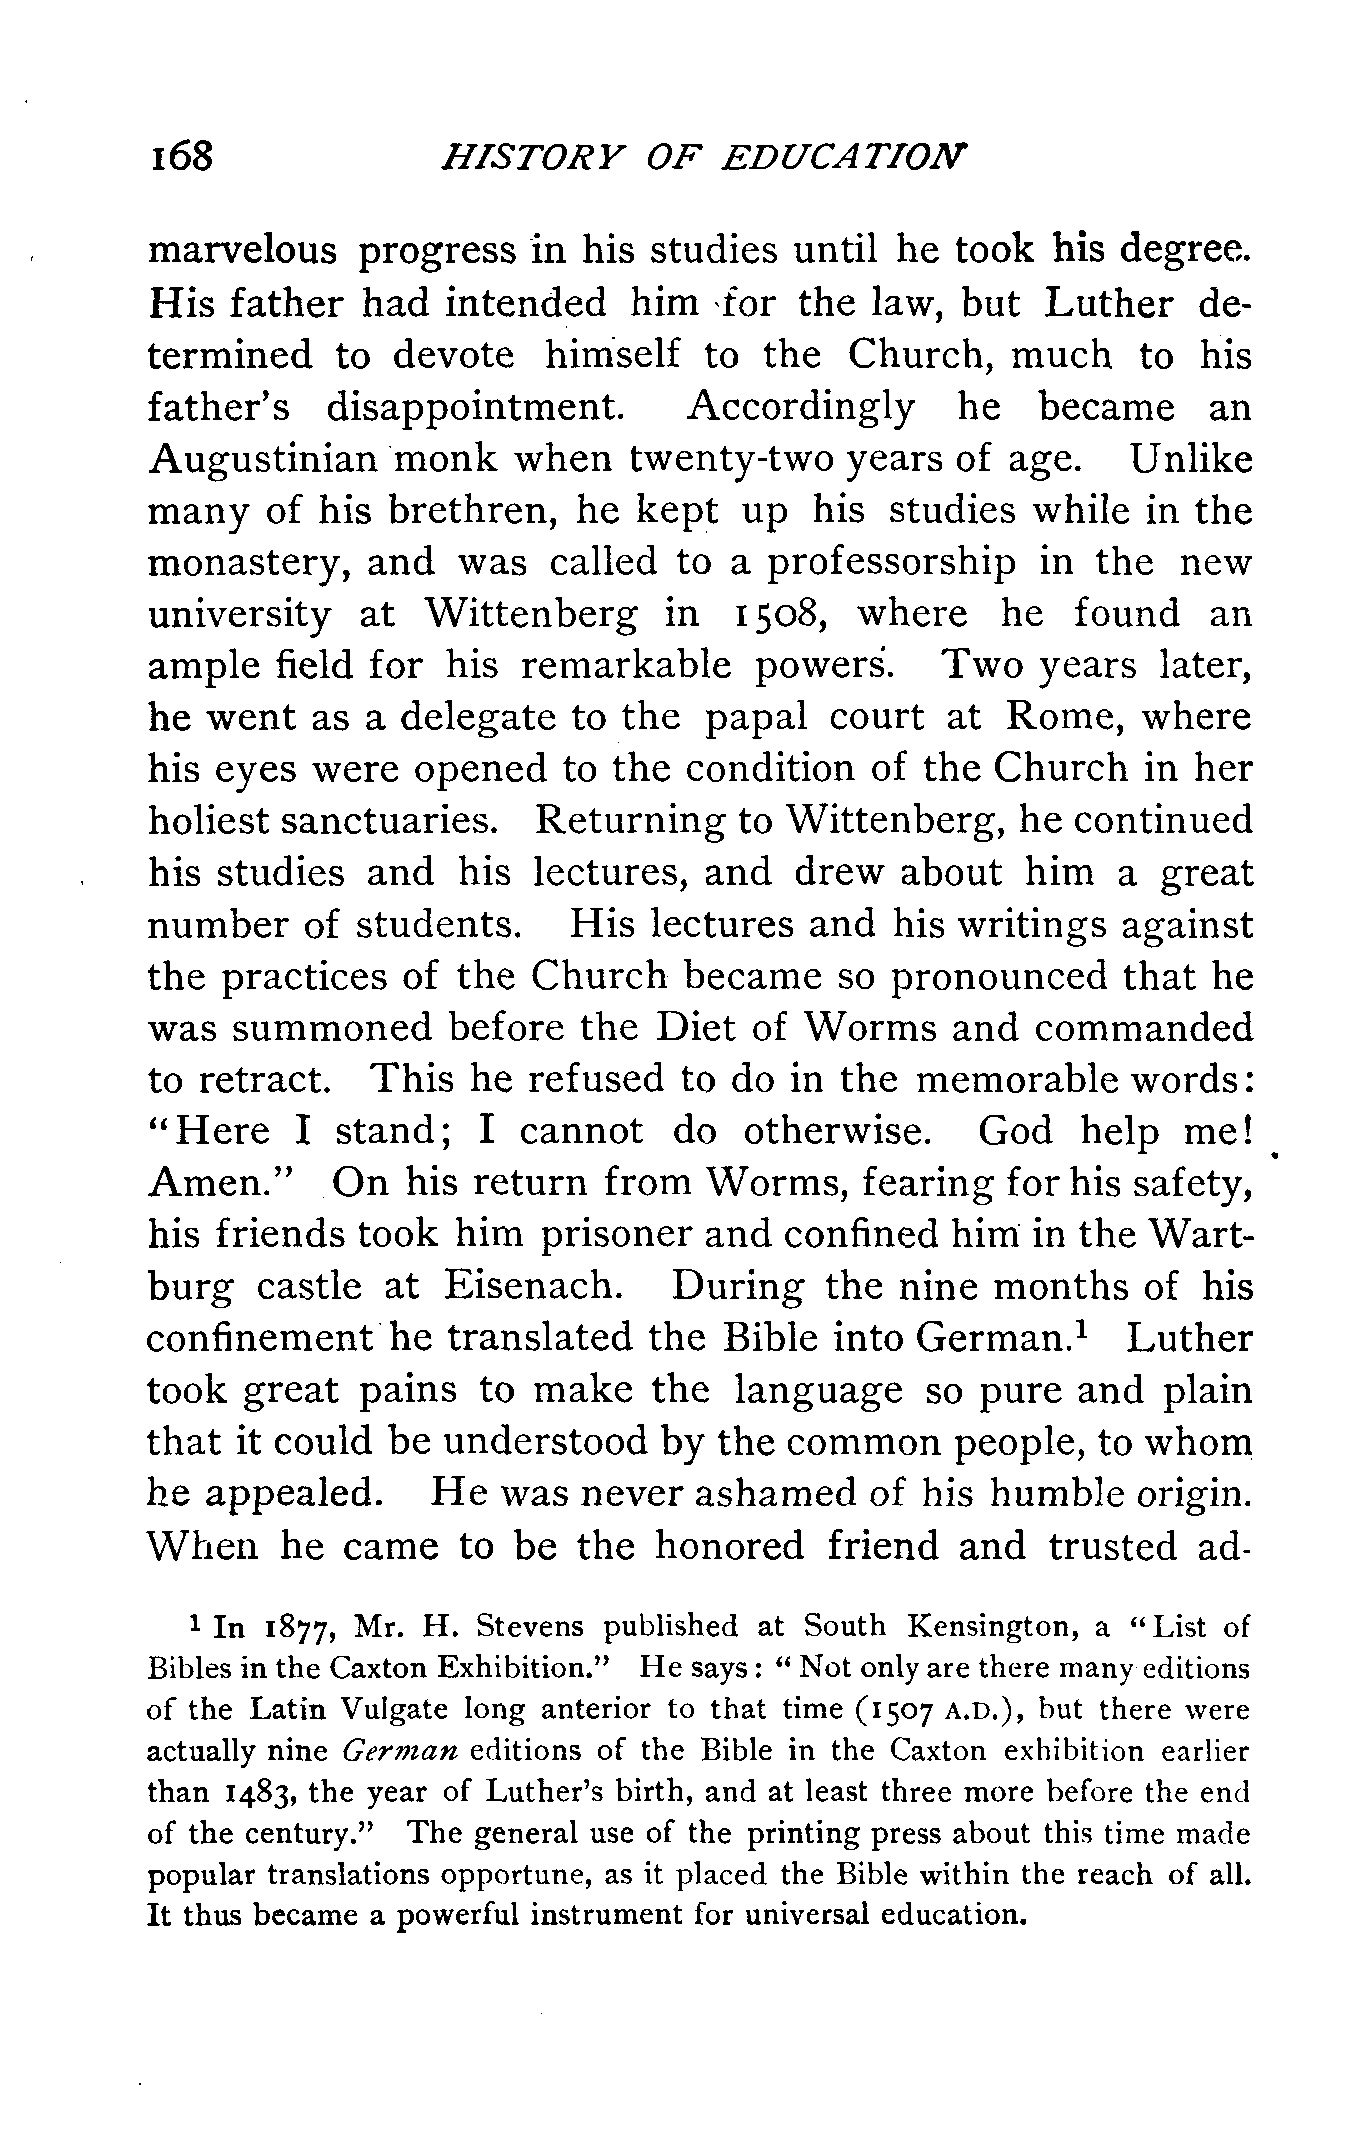 168 HISTORY OF EDUCATION
marvelous progress in his studies until he took his degree.
His father had intended him for the law, but Luther de-
termined to devote himself to the Church, much to his
father's disappointment. Accordingly he became an
Augustinian monk when twenty-two years of age. Unlike
many of his brethren, he kept up his studies while in the
monastery, and was called to a professorship in the new
university at Wittenberg in 1508, where he found an
ample field for his remarkable powers. Two years later,
he went as a delegate to the papal court at Rome, where
his eyes were opened to the condition of the Church in her
holiest sanctuaries. Returning to Wittenberg, he continued
his studies and his lectures, and drew about him a great
number of students. His lectures and his writings against
the practices of the Church became so pronounced that he
was summoned before the Diet of Worms and commanded
to retract. This he refused to do in the memorable words:
"Here I stand; I cannot do otherwise. God help me!
Amen." On his return from Worms, fearing for his safety,
his friends took him prisoner and confined him in the Wart-
burg castle at Eisenach. During the nine months of his
confinement he translated the Bible into German.¹ Luther
took great pains to make the language so pure and plain
that it could be understood by the common people, to whom
he appealed. He was never ashamed of his humble origin.
When he came to be the honored friend and trusted ad-
¹ In 1877, Mr. H. Stevens published at South Kensington, a "List of
Bibles in the Caxton Exhibition." He says: "Not only are there many editions
of the Latin Vulgate long anterior to that time (1507 A.D.), but there were
actually nine German editions of the Bible in the Caxton exhibition earlier
than 1483, the year of Luther's birth, and at least three more before the end
of the century." The general use of the printing press about this time made
popular translations opportune, as it placed the Bible within the reach of all.
It thus became a powerful instrument for universal education.